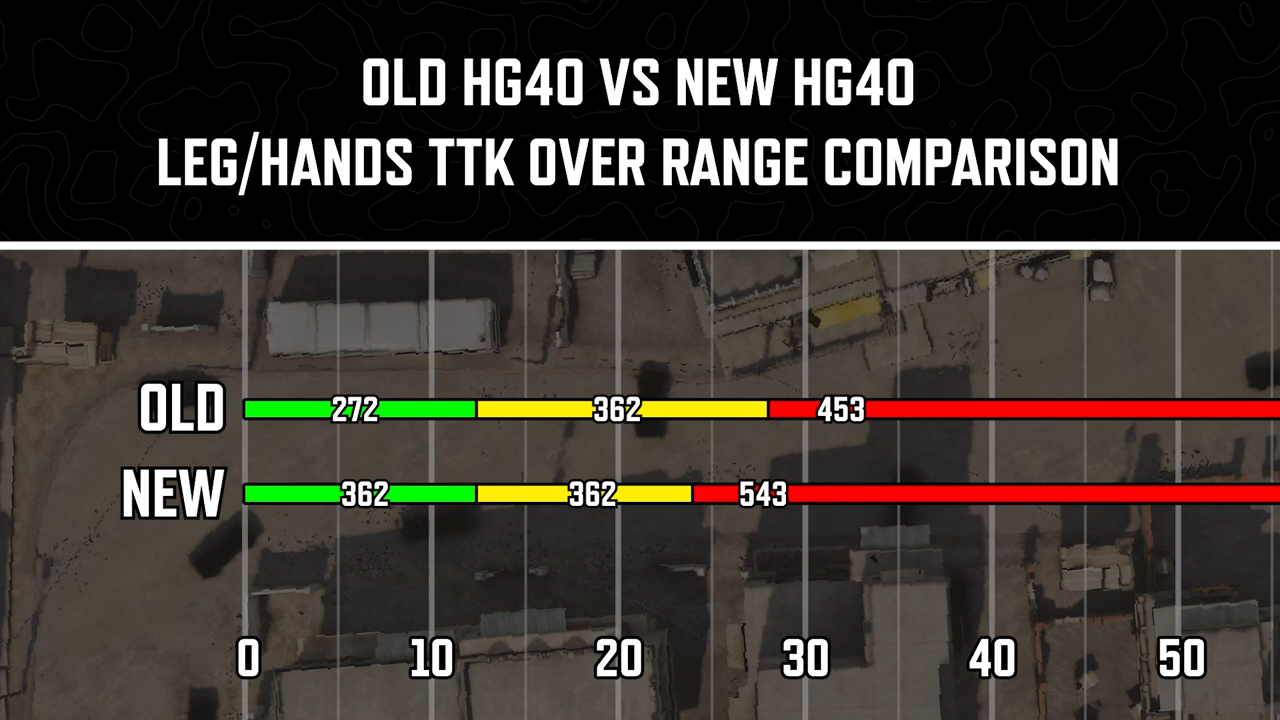 OLD HG40 VS NEW HG40
LEG/HANDS TTK OVER RANGE COMPARISON
OLD 272 362 453
NEW 362 362 543
0 10 20 30 40 50